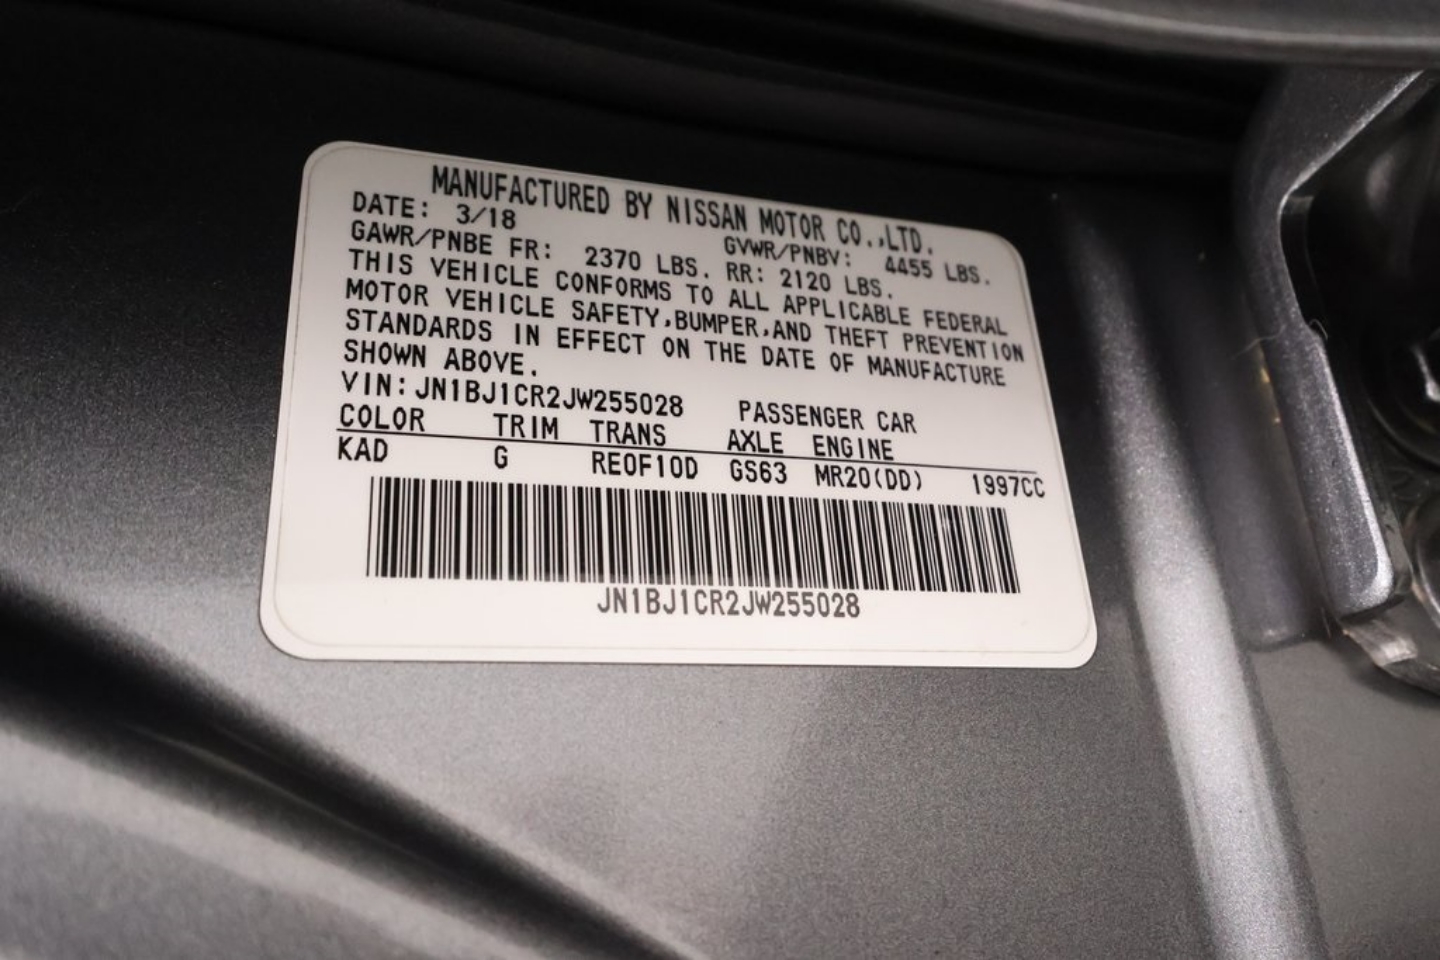 MANUFACTURED BY NISSAN MOTOR CO.,LTD.
DATE: 3/18 GVWR/PNBV: 4455 LBS.
GAWR/PNBE FR: 2370 LBS. RR: 2120 LBS.
THIS VEHICLE CONFORMS TO ALL APPLICABLE FEDERAL
MOTOR VEHICLE SAFETY,BUMPER,AND THEFT PREVENTION
STANDARDS IN EFFECT ON THE DATE OF MANUFACTURE
SHOWN ABOVE.
VIN:JN1BJ1CR2JW255028 PASSENGER CAR
COLOR TRIM TRANS AXLE ENGINE
KAD G RE0F10D GS63 MR20(DD) 1997CC
JN1BJ1CR2JW255028